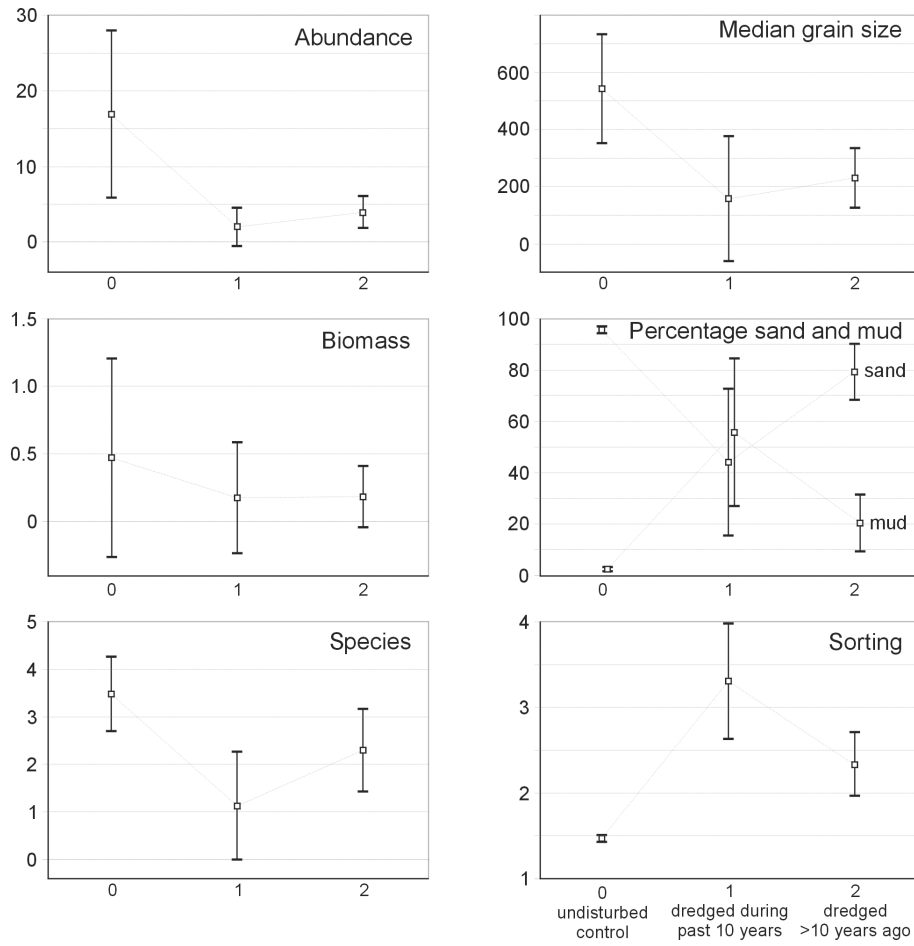 Abundance
30
20
10
0
0 1 2
Median grain size
600
400
200
0
0 1 2
Biomass
1.5
1.0
0.5
0
0 1 2
Percentage sand and mud
100
80
60
40
20
0
sand
mud
0 1 2
Species
5
4
3
2
1
0
0 1 2
Sorting
4
3
2
1
0 1 2
undisturbed dredged during dredged
control past 10 years >10 years ago